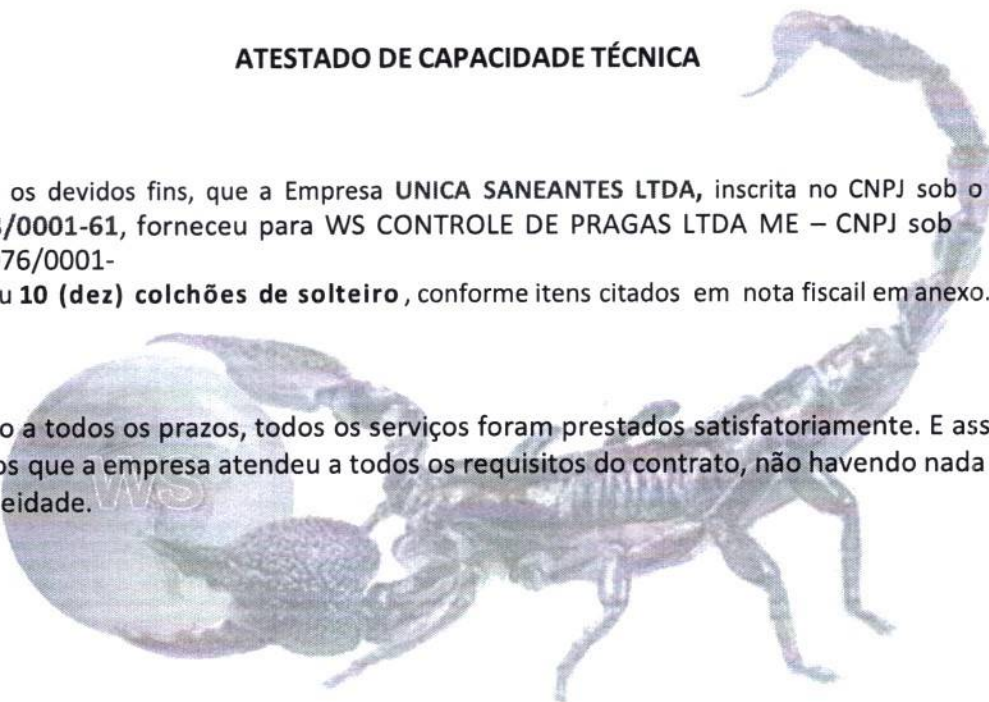 ATESTADO DE CAPACIDADE TÉCNICA
os devidos fins, que a Empresa UNICA SANEANTES LTDA, inscrita no CNPJ sob o
/0001-61, forneceu para WS CONTROLE DE PRAGAS LTDA ME – CNPJ sob
76/0001-
u 10 (dez) colchões de solteiro, conforme itens citados em nota fiscail em anexo.
o a todos os prazos, todos os serviços foram prestados satisfatoriamente. E ass
os que a empresa atendeu a todos os requisitos do contrato, não havendo nada
eidade.
WS